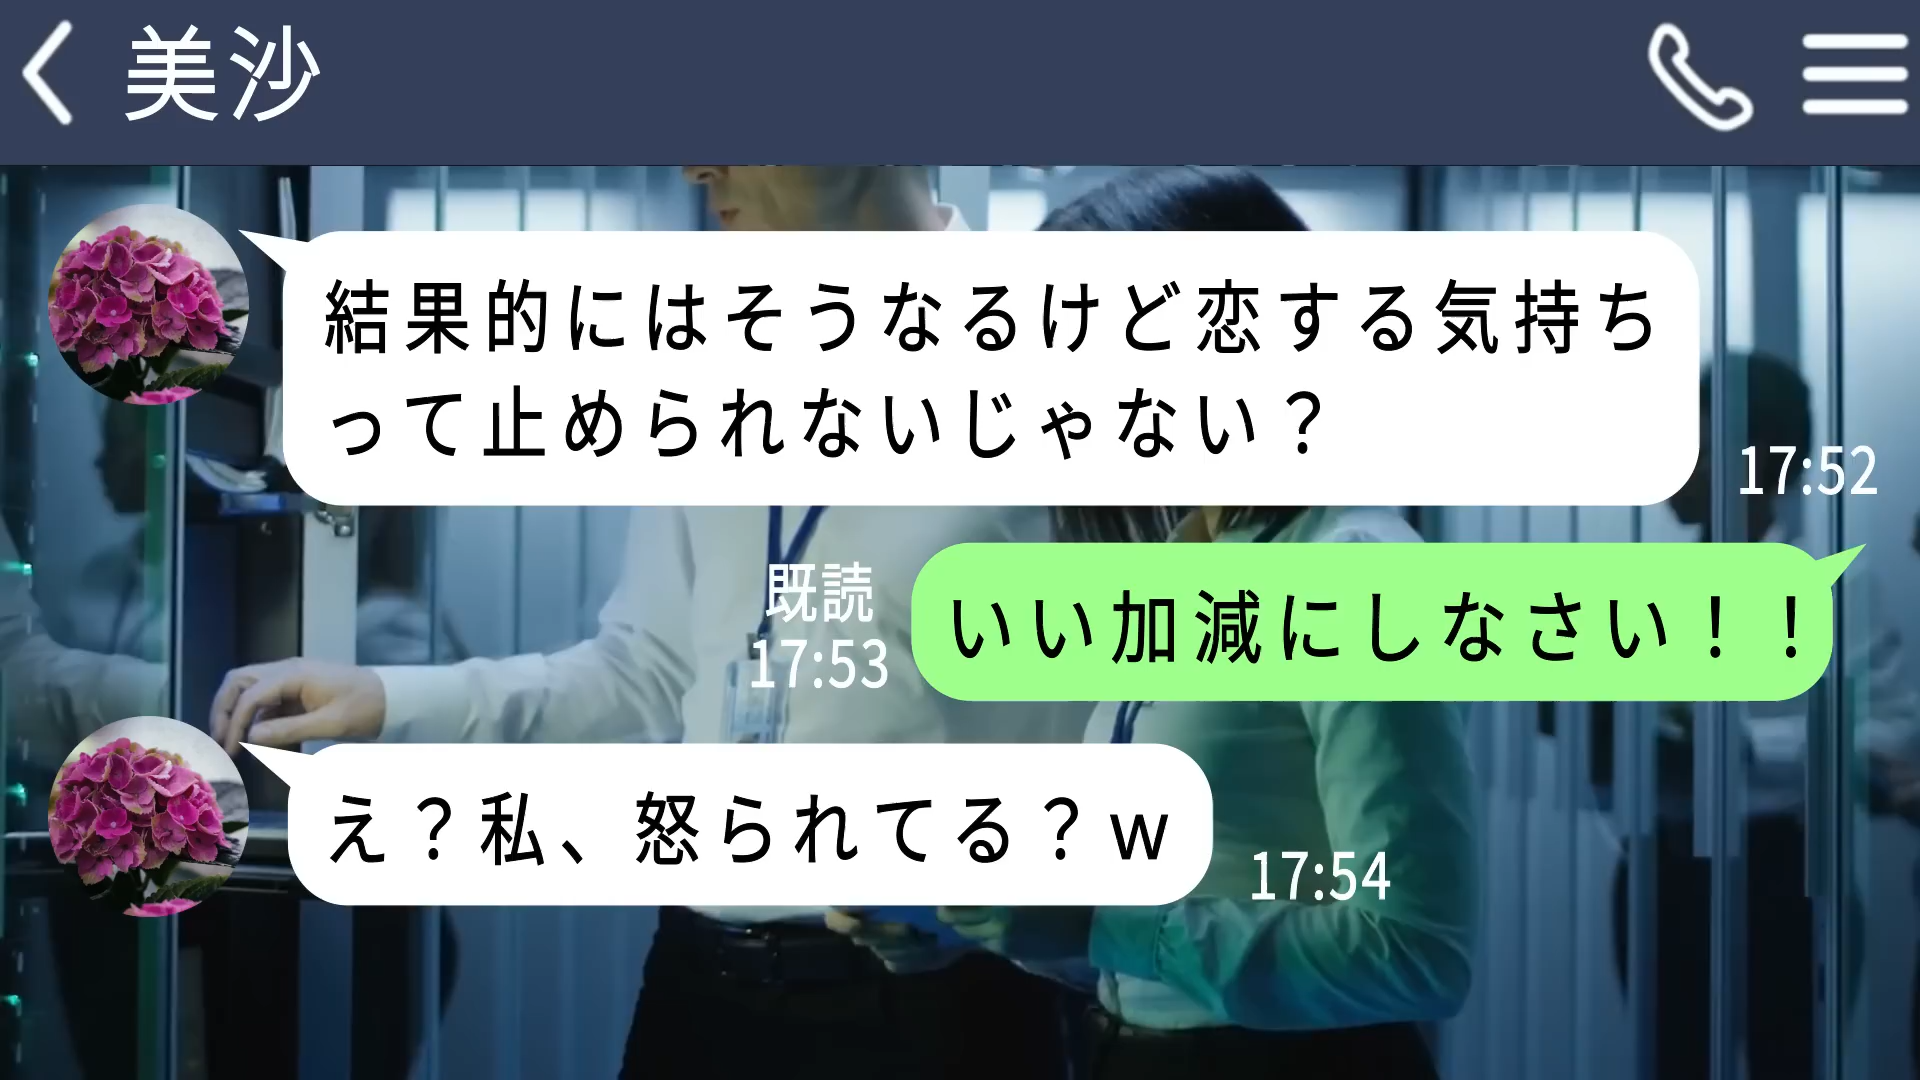 美沙
結果的にはそうなるけど恋する気持ち
って止められないじゃない？
17:52
いい加減にしなさい！！
既読
17:53
え？私、怒られてる？w
17:54